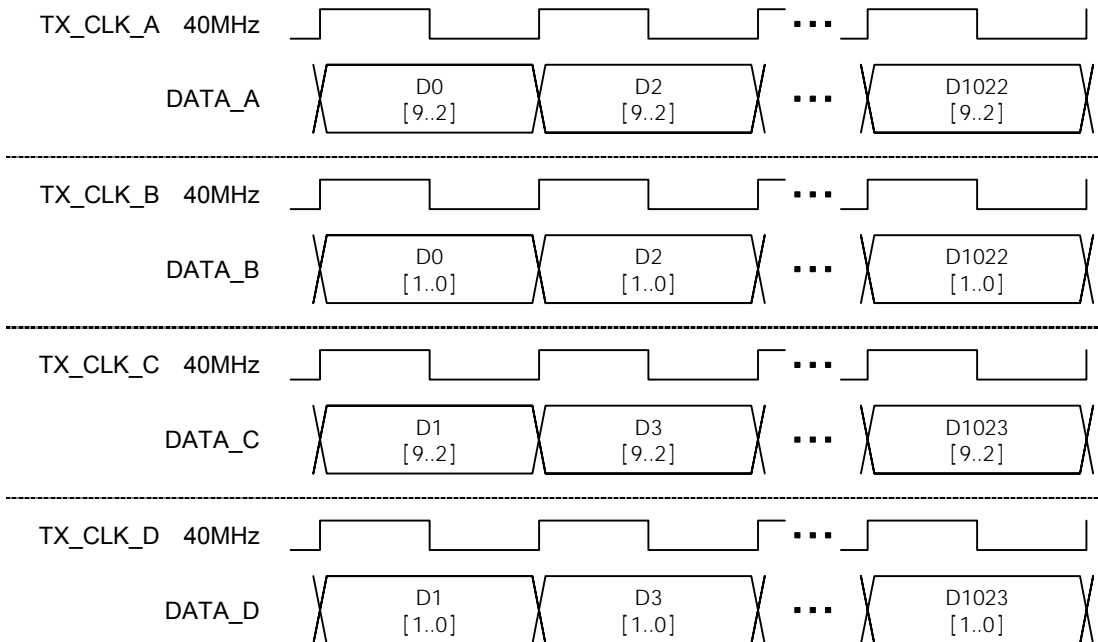 TX_CLK_A 40MHz
DATA_A D0 D2 D1022
[9..2] [9..2] [9..2]
TX_CLK_B 40MHz
DATA_B D0 D2 D1022
[1..0] [1..0] [1..0]
TX_CLK_C 40MHz
DATA_C D1 D3 D1023
[9..2] [9..2] [9..2]
TX_CLK_D 40MHz
DATA_D D1 D3 D1023
[1..0] [1..0] [1..0]